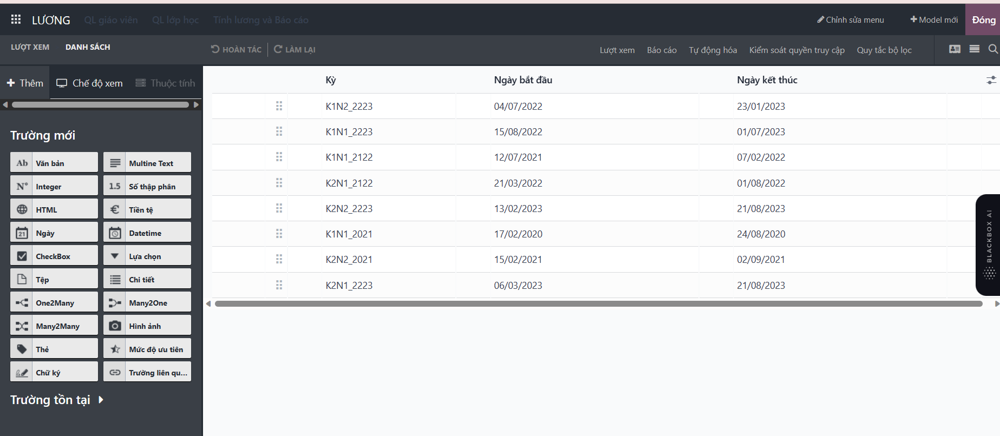 LƯƠNG QL giáo viên QL lớp học Tính lương và Báo cáo Chỉnh sửa menu Model mới Đóng
LƯỢT XEM DANH SÁCH HOÀN TÁC LÀM LẠI Lượt xem Báo cáo Tự động hóa Kiểm soát quyền truy cập Quy tắc bộ lọc
Thêm Chế độ xem Thuộc tính
Trường mới
Ab Văn bản Multine Text
N° Integer 1.5 Số thập phân
HTML € Tiền tệ
21 Ngày Datetime
CheckBox Lựa chọn
Tệp Chi tiết
One2Many Many2One
Many2Many Hình ảnh
Thẻ Mức độ ưu tiên
Chữ ký Trường liên qu...
Trường tồn tại
Kỳ Ngày bắt đầu Ngày kết thúc
K1N2_2223 04/07/2022 23/01/2023
K1N1_2223 15/08/2022 01/07/2023
K1N1_2122 12/07/2021 07/02/2022
K2N1_2122 21/03/2022 01/08/2022
K2N2_2223 13/02/2023 21/08/2023
K1N1_2021 17/02/2020 24/08/2020
K2N2_2021 15/02/2021 02/09/2021
K2N1_2223 06/03/2023 21/08/2023
BLACKBOX AI